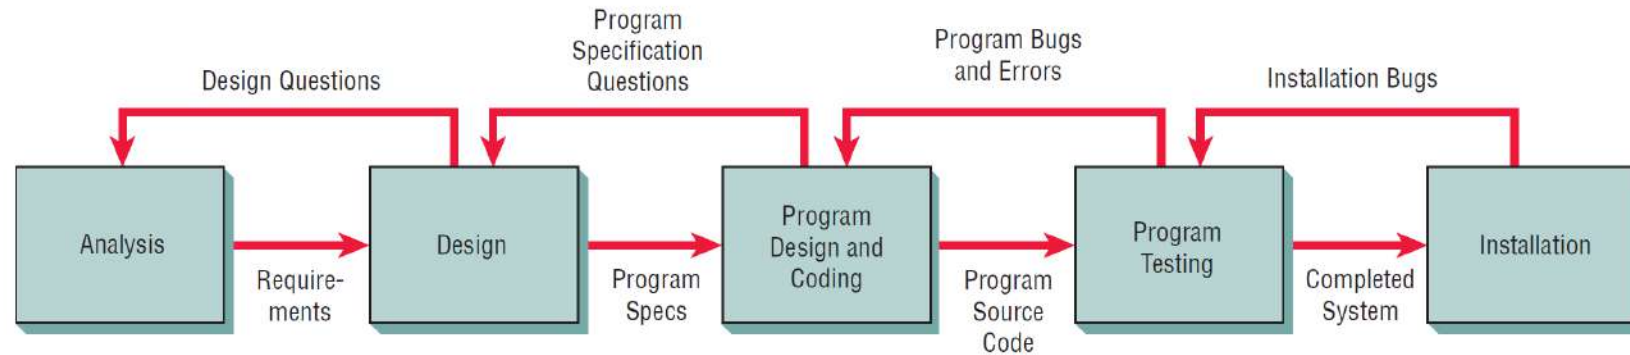 Design Questions
Program
Specification
Questions
Program Bugs
and Errors
Installation Bugs
Analysis
Require-
ments
Design
Program
Specs
Program
Design and
Coding
Program
Source
Code
Program
Testing
Completed
System
Installation